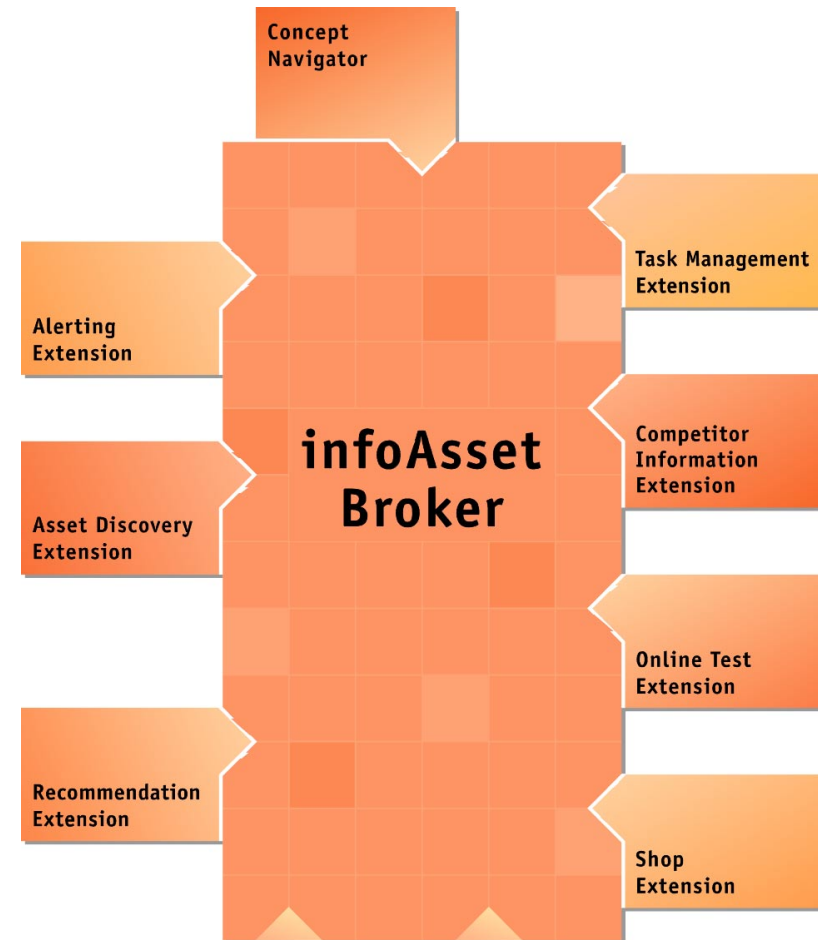 Concept
Navigator
Task Management
Extension
Alerting
Extension
infoAsset
Broker
Competitor
Information
Extension
Asset Discovery
Extension
Online Test
Extension
Recommendation
Extension
Shop
Extension